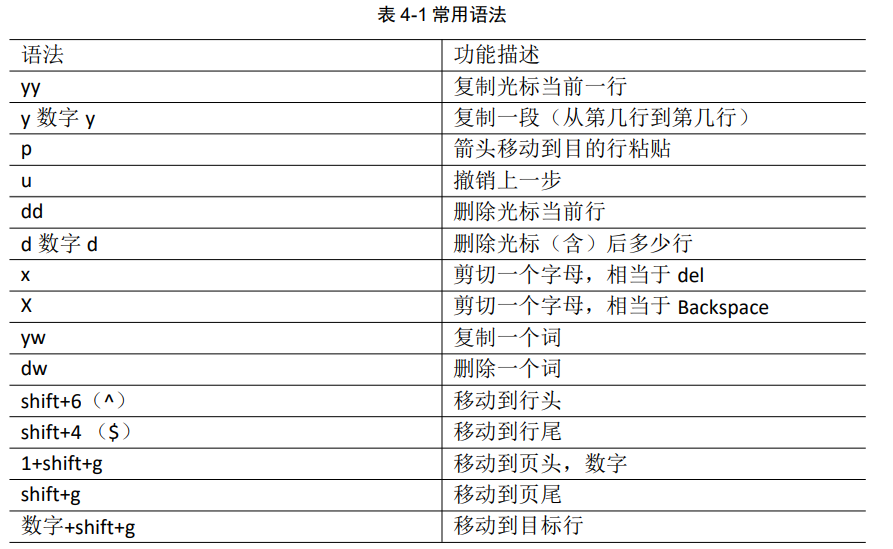 表 4-1 常用语法
语法 功能描述
yy 复制光标当前一行
y 数字 y 复制一段（从第几行到第几行）
p 箭头移动到目的行粘贴
u 撤销上一步
dd 删除光标当前行
d 数字 d 删除光标（含）后多少行
x 剪切一个字母，相当于 del
X 剪切一个字母，相当于 Backspace
yw 复制一个词
dw 删除一个词
shift+6（^） 移动到行头
shift+4 （$） 移动到行尾
1+shift+g 移动到页头，数字
shift+g 移动到页尾
数字+shift+g 移动到目标行